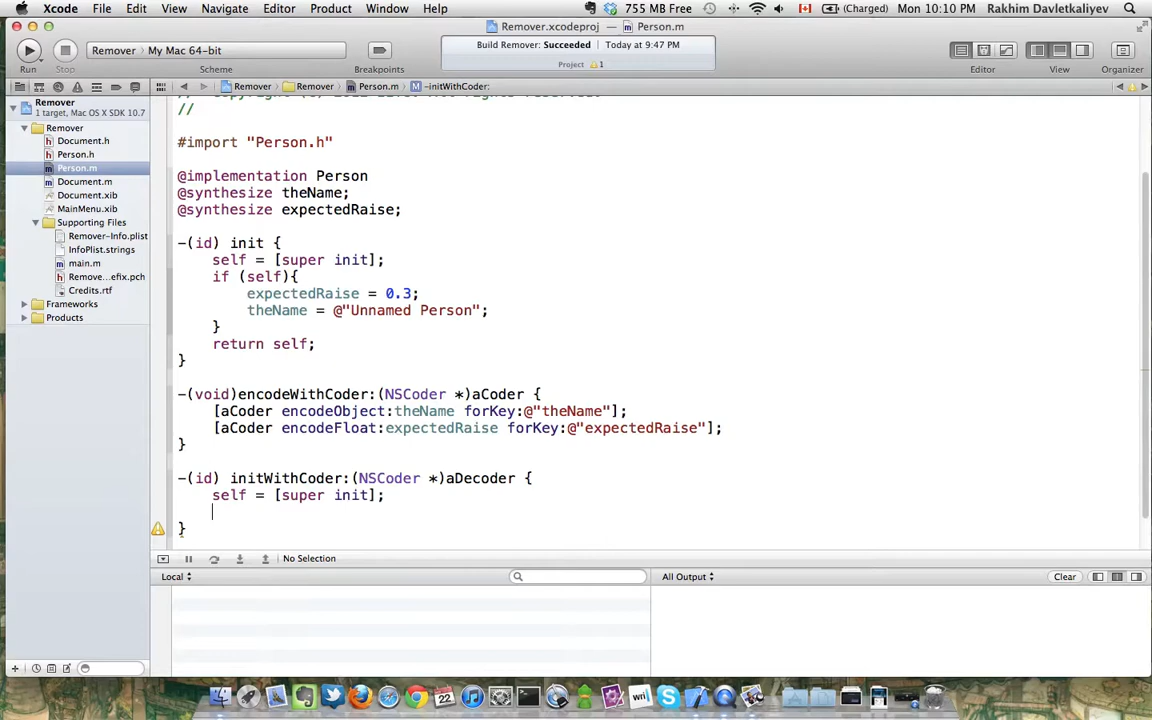 Xcode File Edit View Navigate Editor Product Window Help 755 MB Free (Charged) Mon 10:10 PM Rakhim Davletkaliyev
Remover.xcodeproj — Person.m
Remover My Mac 64-bit
Build Remover: Succeeded Today at 9:47 PM
Project 1
Run Stop Scheme Breakpoints Editor View Organizer
Remover Remover Person.m -initWithCoder:
Remover
1 target, Mac OS X SDK 10.7
Remover
Document.h
Person.h
Person.m
Document.m
Document.xib
MainMenu.xib
Supporting Files
Remover-Info.plist
InfoPlist.strings
main.m
Remove...efix.pch
Credits.rtf
Frameworks
Products
//
#import "Person.h"
@implementation Person
@synthesize theName;
@synthesize expectedRaise;
-(id) init {
self = [super init];
if (self){
expectedRaise = 0.3;
theName = @"Unnamed Person";
}
return self;
}
-(void)encodeWithCoder:(NSCoder *)aCoder {
[aCoder encodeObject:theName forKey:@"theName"];
[aCoder encodeFloat:expectedRaise forKey:@"expectedRaise"];
}
-(id) initWithCoder:(NSCoder *)aDecoder {
self = [super init];
}
No Selection
Local All Output Clear
22 wri